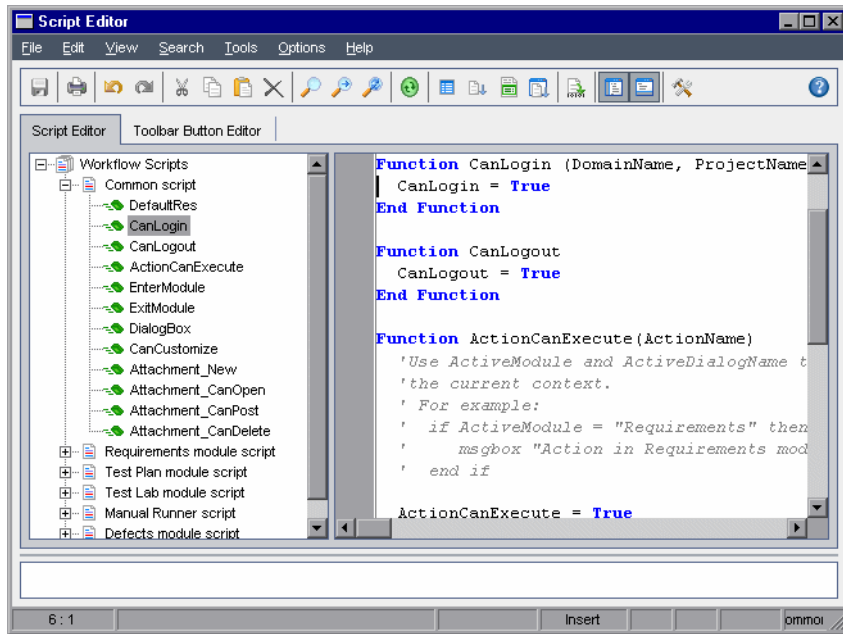 Script Editor
File Edit View Search Tools Options Help
Script Editor Toolbar Button Editor
Workflow Scripts
Common script
DefaultRes
CanLogin
CanLogout
ActionCanExecute
EnterModule
ExitModule
DialogBox
CanCustomize
Attachment_New
Attachment_CanOpen
Attachment_CanPost
Attachment_CanDelete
Requirements module script
Test Plan module script
Test Lab module script
Manual Runner script
Defects module script
Function CanLogin (DomainName, ProjectName
CanLogin = True
End Function
Function CanLogout
CanLogout = True
End Function
Function ActionCanExecute(ActionName)
'Use ActiveModule and ActiveDialogName t
'the current context.
' For example:
' if ActiveModule = "Requirements" then
' msgbox "Action in Requirements mod
' end if
ActionCanExecute = True
6 : 1 Insert ommon